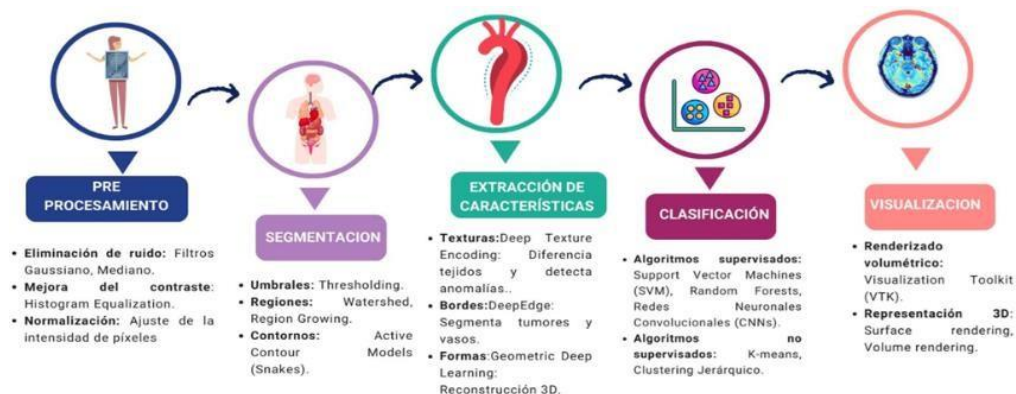 PRE
PROCESAMIENTO
• Eliminación de ruido: Filtros
Gaussiano, Mediano.
• Mejora del contraste:
Histogram Equalization.
• Normalización: Ajuste de la
intensidad de píxeles
SEGMENTACION
• Umbrales: Thresholding.
• Regiones: Watershed,
Region Growing.
• Contornos: Active
Contour Models
(Snakes).
EXTRACCIÓN DE
CARACTERÍSTICAS
• Texturas:Deep Texture
Encoding: Diferencia
tejidos y detecta
anomalías..
• Bordes:DeepEdge:
Segmenta tumores y
vasos.
• Formas:Geometric Deep
Learning:
Reconstrucción 3D.
CLASIFICACIÓN
• Algoritmos supervisados:
Support Vector Machines
(SVM), Random Forests,
Redes Neuronales
Convolucionales (CNNs).
• Algoritmos no
supervisados: K-means,
Clustering Jerárquico.
VISUALIZACION
• Renderizado
volumétrico:
Visualization Toolkit
(VTK).
• Representación 3D:
Surface rendering,
Volume rendering.